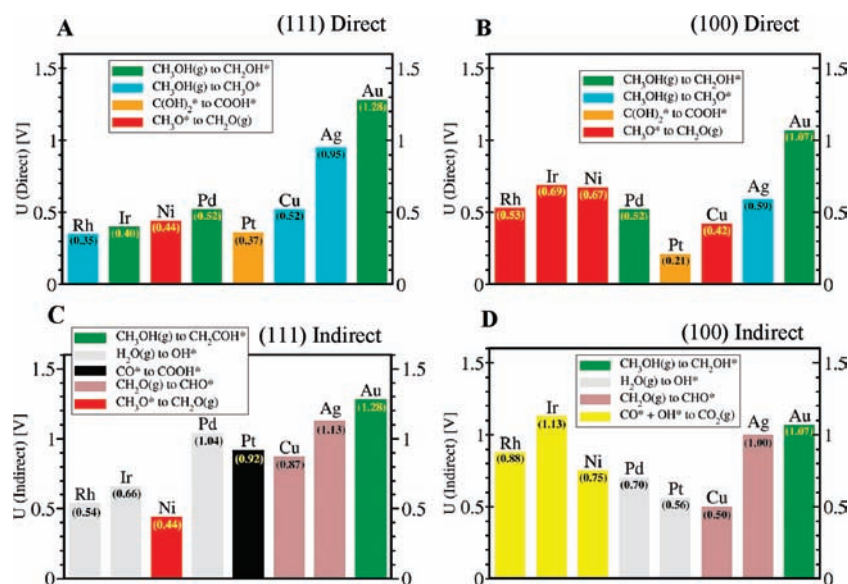 A
(111) Direct
U (Direct) [V]
1.5
1
0.5
0
CH₃OH(g) to CH₂OH*
CH₃OH(g) to CH₃O*
C(OH)₂* to COOH*
CH₃O* to CH₂O(g)
Rh
(0.35)
Ir
(0.40)
Ni
(0.44)
Pd
(0.52)
Pt
(0.37)
Cu
(0.52)
Ag
(0.95)
Au
(1.28)
1.5
1
0.5
0
B
(100) Direct
U (Direct) [V]
1.5
1
0.5
0
CH₃OH(g) to CH₂OH*
CH₃OH(g) to CH₃O*
C(OH)₂* to COOH*
CH₃O* to CH₂O(g)
Rh
(0.53)
Ir
(0.69)
Ni
(0.67)
Pd
(0.52)
Pt
(0.21)
Cu
(0.42)
Ag
(0.59)
Au
(1.07)
1.5
1
0.5
0
C
(111) Indirect
U (Indirect) [V]
1.5
1
0.5
0
CH₃OH(g) to CH₂COH*
H₂O(g) to OH*
CO* to COOH*
CH₂O(g) to CHO*
CH₃O* to CH₂O(g)
Rh
(0.54)
Ir
(0.66)
Ni
(0.44)
Pd
(1.04)
Pt
(0.92)
Cu
(0.87)
Ag
(1.13)
Au
(1.28)
1.5
1
0.5
0
D
(100) Indirect
U (Indirect) [V]
1.5
1
0.5
0
CH₃OH(g) to CH₂OH*
H₂O(g) to OH*
CH₂O(g) to CHO*
CO* + OH* to CO₂(g)
Rh
(0.88)
Ir
(1.13)
Ni
(0.75)
Pd
(0.70)
Pt
(0.56)
Cu
(0.50)
Ag
(1.00)
Au
(1.07)
1.5
1
0.5
0